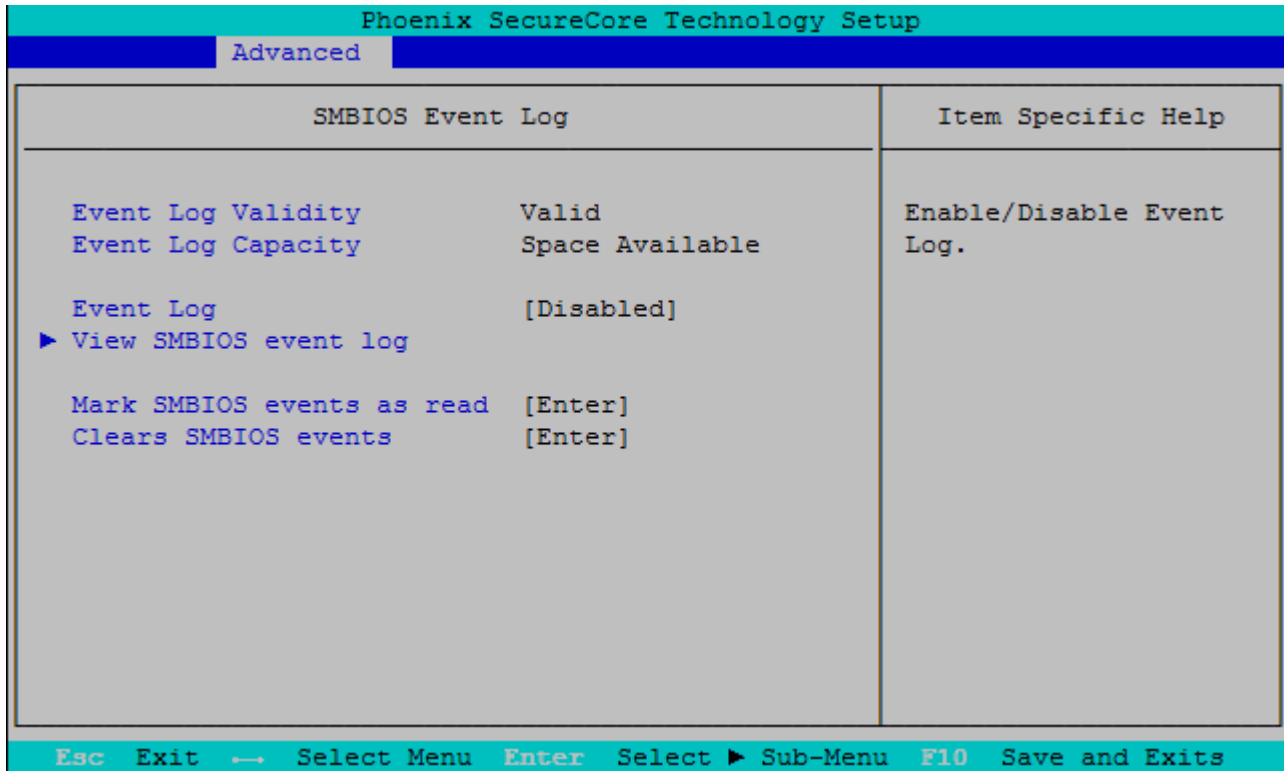 Phoenix SecureCore Technology Setup
Advanced
SMBIOS Event Log
Event Log Validity Valid
Event Log Capacity Space Available
Event Log [Disabled]
▶ View SMBIOS event log
Mark SMBIOS events as read [Enter]
Clears SMBIOS events [Enter]
Item Specific Help
Enable/Disable Event
Log.
Esc Exit ←→ Select Menu Enter Select ▶ Sub-Menu F10 Save and Exits